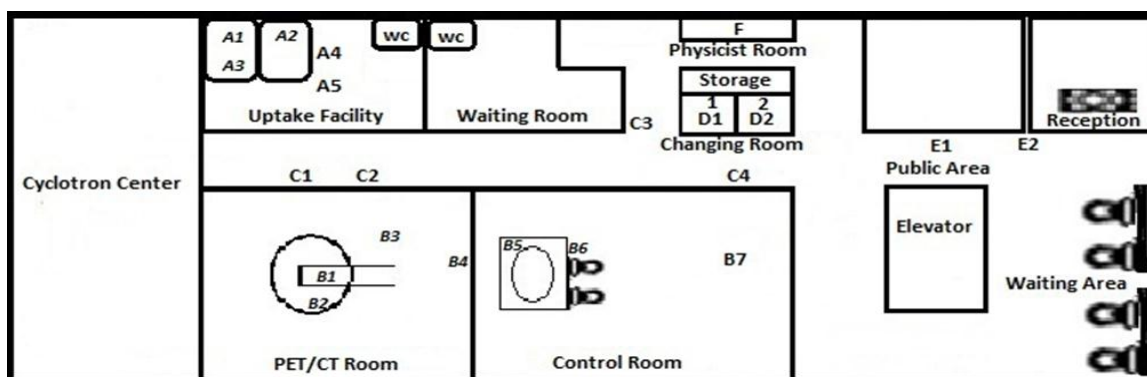 A1
A2
A3
A4
A5
wc
wc
Uptake Facility
Waiting Room
F
Physicist Room
Storage
1
2
D1
D2
Changing Room
C3
Reception
E1
E2
Public Area
Cyclotron Center
C1
C2
C4
B3
B4
B1
B2
PET/CT Room
B5
B6
B7
Control Room
Elevator
Waiting Area